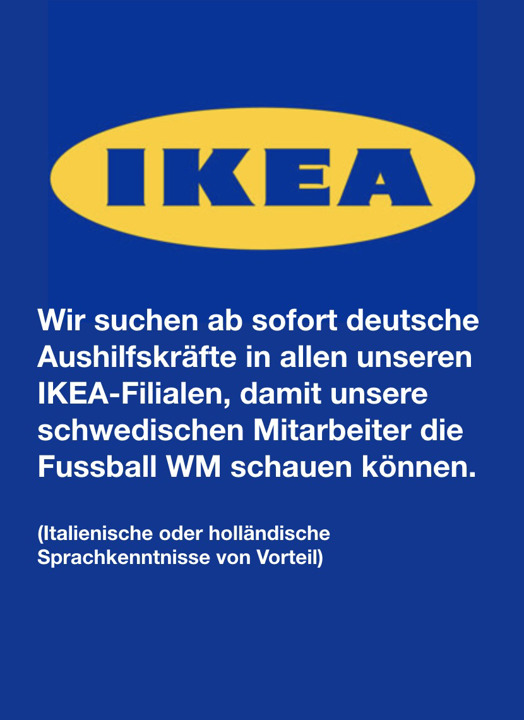 IKEA
Wir suchen ab sofort deutsche
Aushilfskräfte in allen unseren
IKEA-Filialen, damit unsere
schwedischen Mitarbeiter die
Fussball WM schauen können.
(Italienische oder holländische
Sprachkenntnisse von Vorteil)